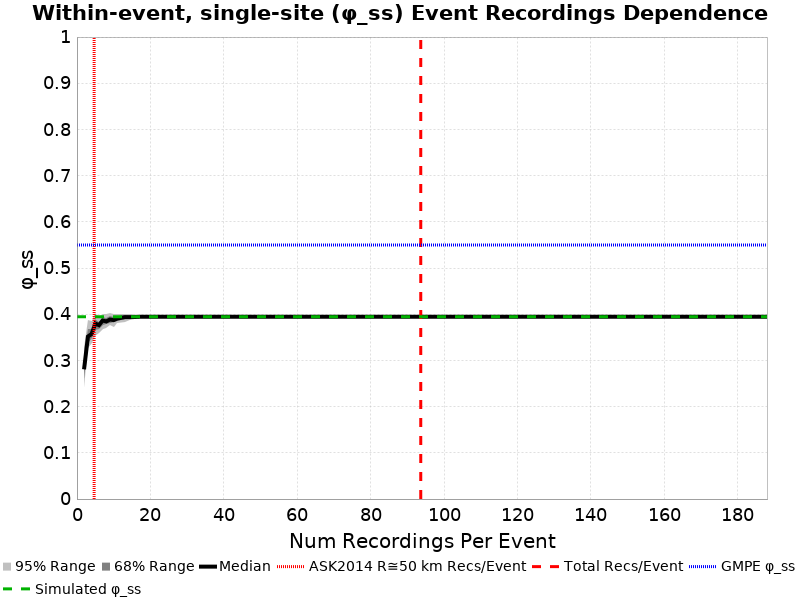 Within-event, single-site (φ_ss) Event Recordings Dependence
1
0.9
0.8
0.7
0.6
0.5
0.4
0.3
0.2
0.1
0
φ_ss
0 20 40 60 80 100 120 140 160 180
Num Recordings Per Event
95% Range 68% Range Median ASK2014 R≅50 km Recs/Event Total Recs/Event GMPE φ_ss
Simulated φ_ss